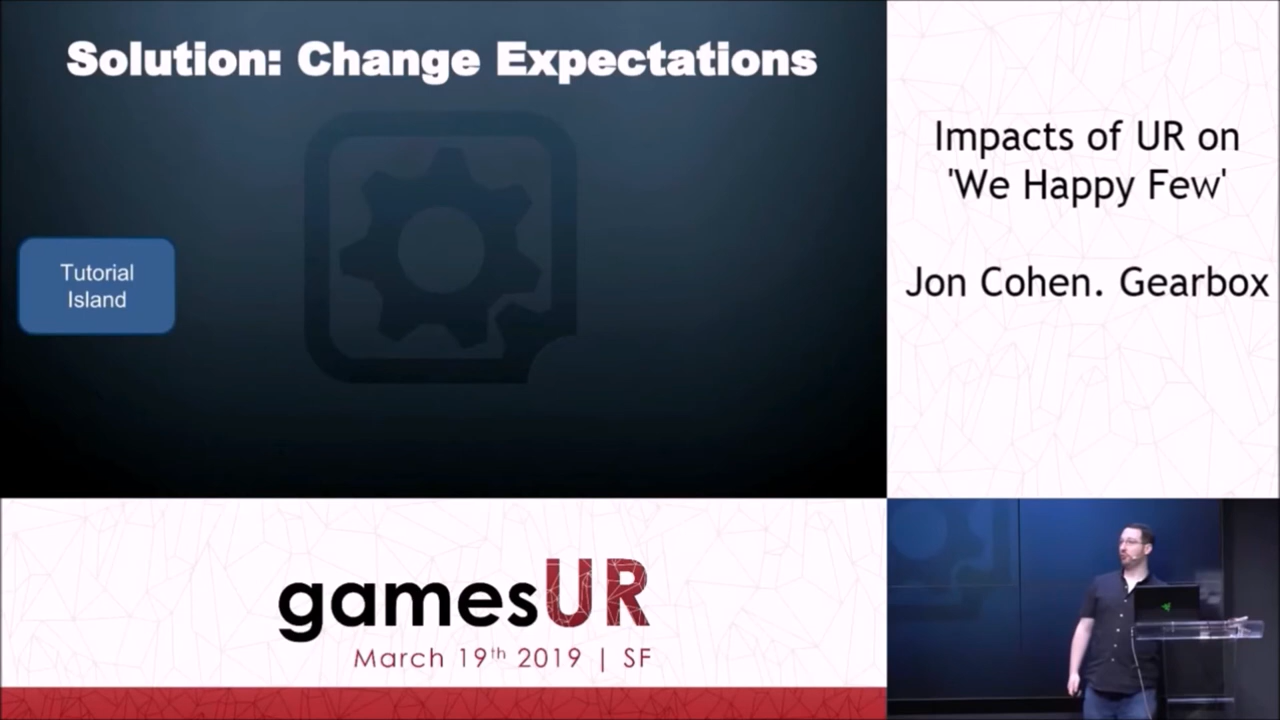 Solution: Change Expectations
Tutorial
Island
Impacts of UR on
'We Happy Few'
Jon Cohen. Gearbox
gamesUR
March 19th 2019 | SF